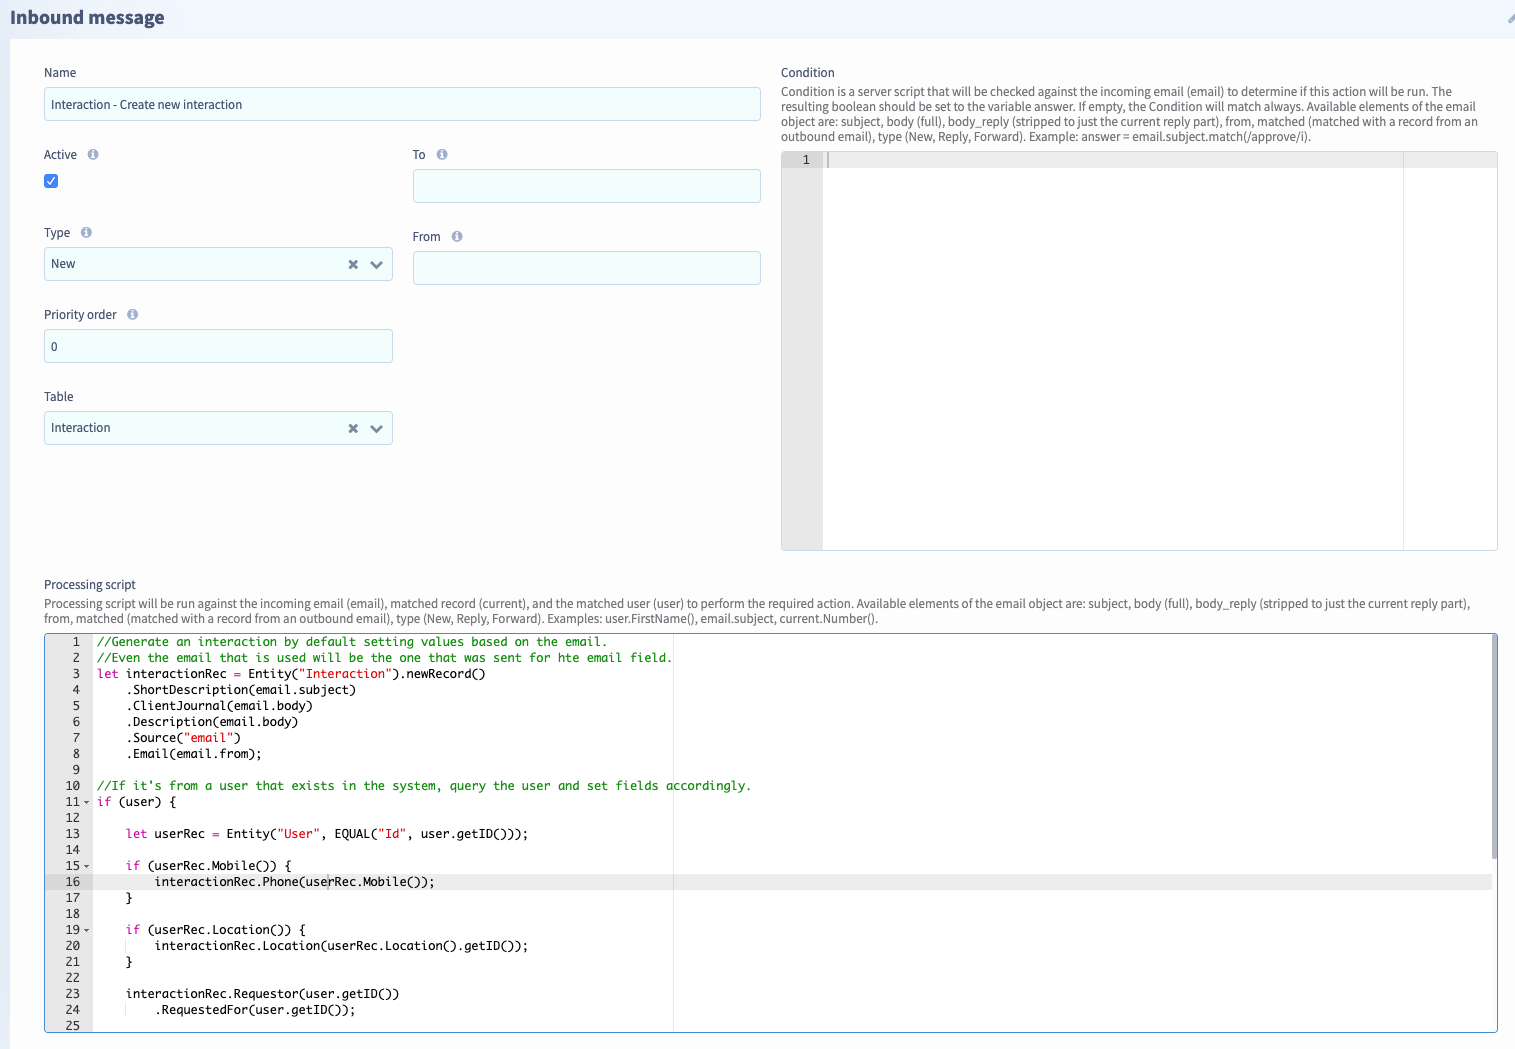 Inbound message
Name
Interaction - Create new interaction
Active
To
Type
New
From
Priority order
0
Table
Interaction
Condition
Condition is a server script that will be checked against the incoming email (email) to determine if this action will be run. The
resulting boolean should be set to the variable answer. If empty, the Condition will match always. Available elements of the email
object are: subject, body (full), body_reply (stripped to just the current reply part), from, matched (matched with a record from an
outbound email), type (New, Reply, Forward). Example: answer = email.subject.match(/approve/i).
1
Processing script
Processing script will be run against the incoming email (email), matched record (current), and the matched user (user) to perform the required action. Available elements of the email object are: subject, body (full), body_reply (stripped to just the current reply part),
from, matched (matched with a record from an outbound email), type (New, Reply, Forward). Examples: user.FirstName(), email.subject, current.Number().
1 //Generate an interaction by default setting values based on the email.
2 //Even the email that is used will be the one that was sent for hte email field.
3 let interactionRec = Entity("Interaction").newRecord()
4     .ShortDescription(email.subject)
5     .ClientJournal(email.body)
6     .Description(email.body)
7     .Source("email")
8     .Email(email.from);
9
10 //If it's from a user that exists in the system, query the user and set fields accordingly.
11 if (user) {
12
13     let userRec = Entity("User", EQUAL("Id", user.getID()));
14
15     if (userRec.Mobile()) {
16         interactionRec.Phone(userRec.Mobile());
17     }
18
19     if (userRec.Location()) {
20         interactionRec.Location(userRec.Location().getID());
21     }
22
23     interactionRec.Requestor(user.getID())
24         .RequestedFor(user.getID());
25